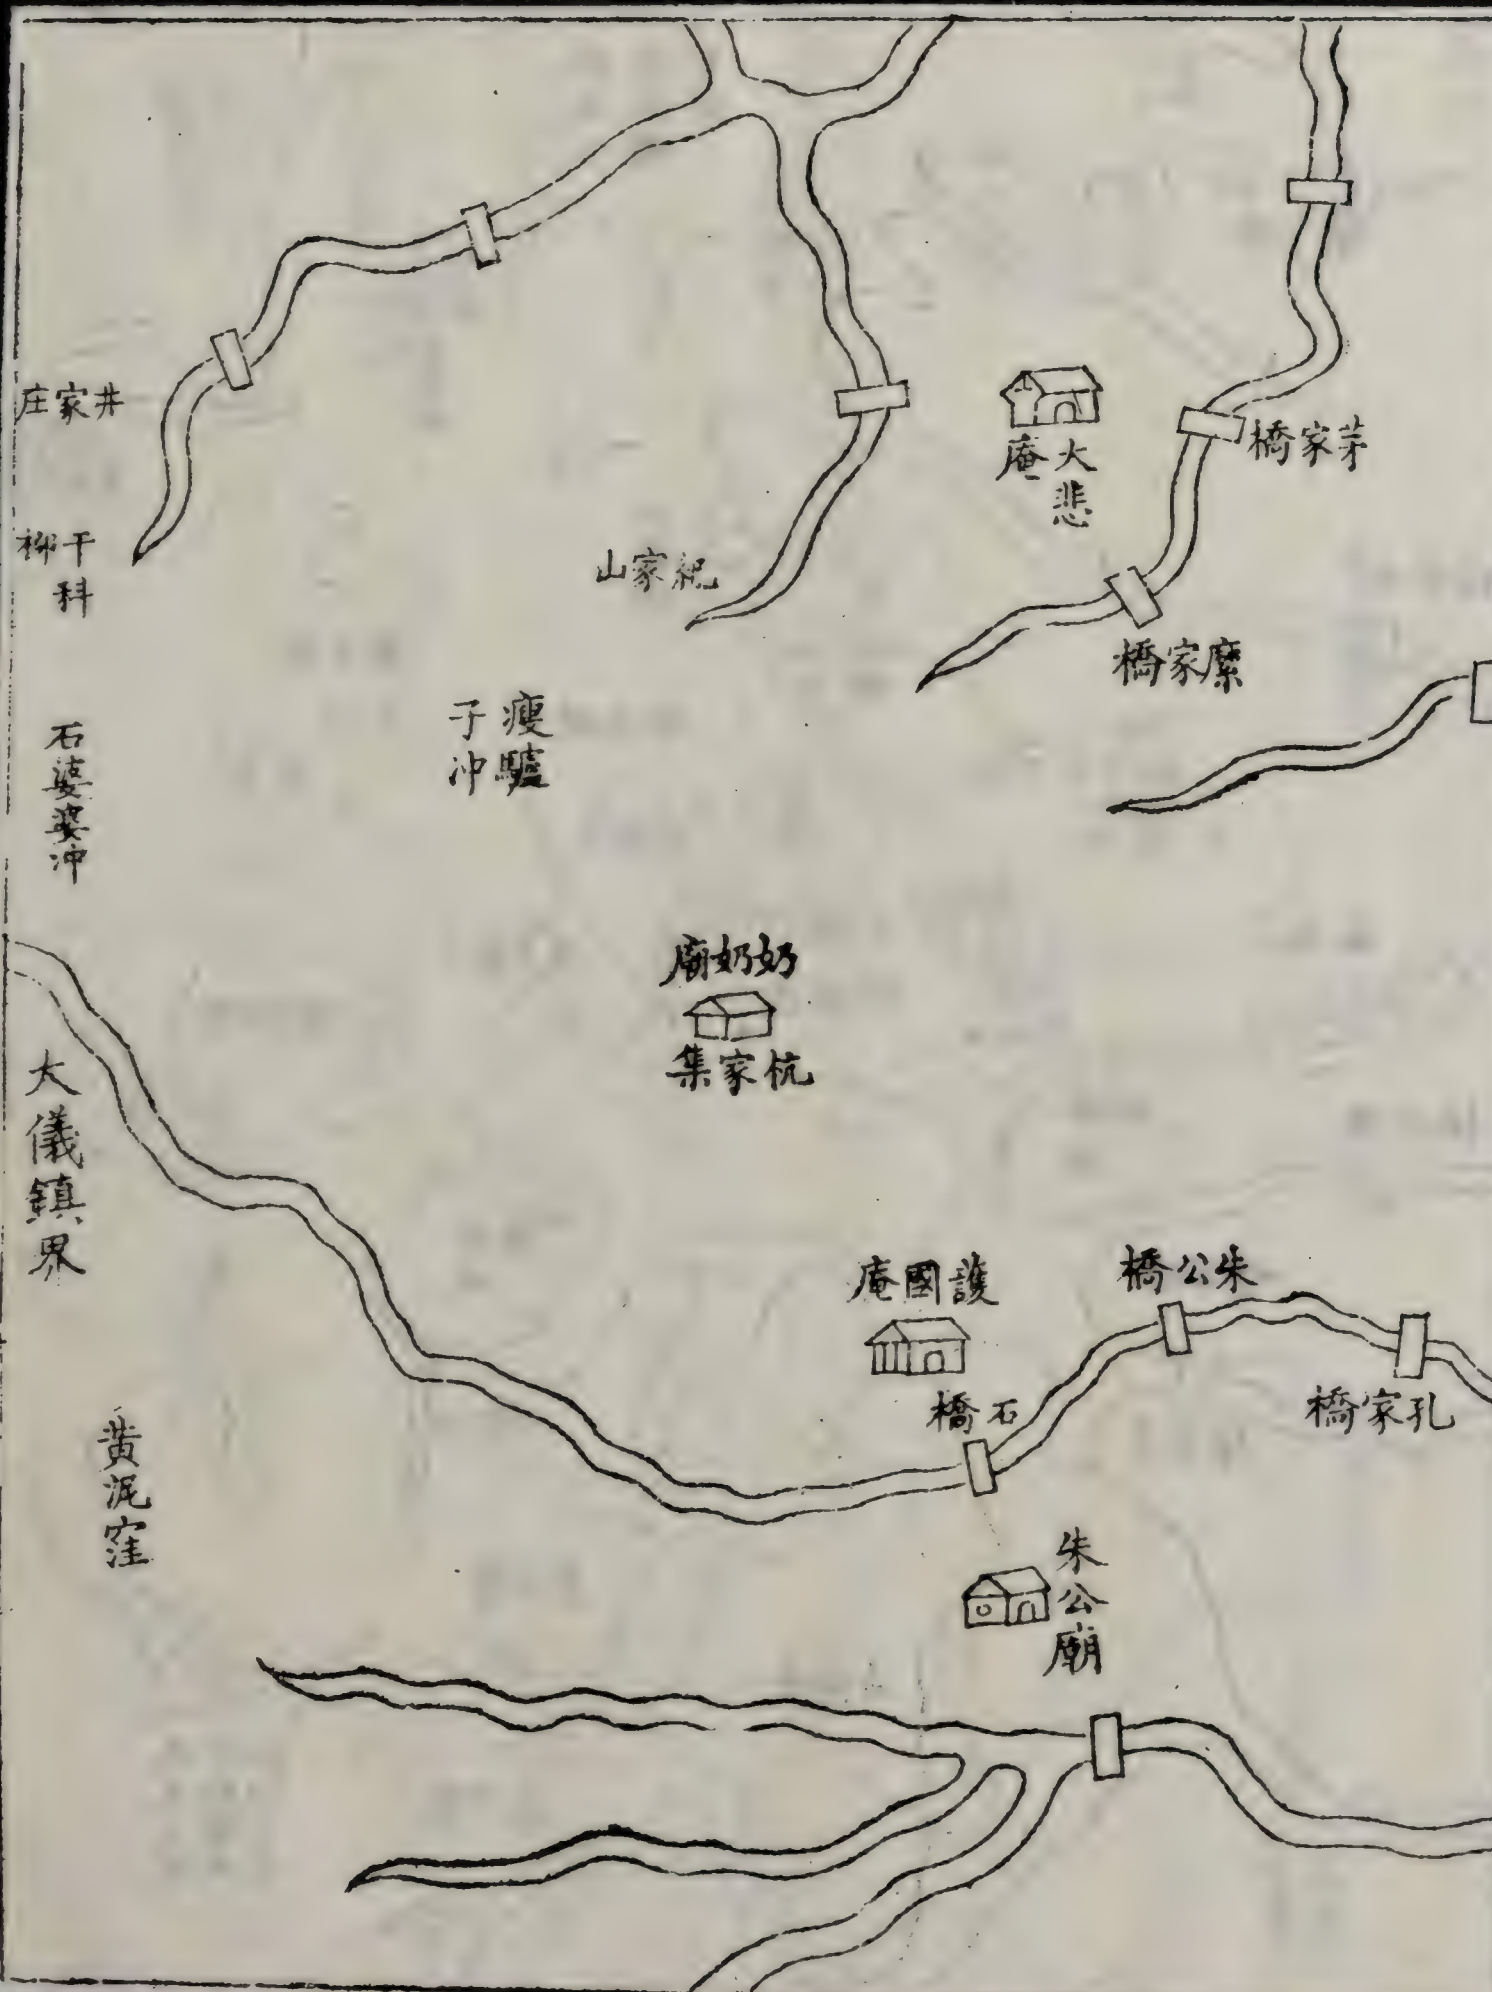 茅家橋
大悲庵
糜家橋
井家庄
干科柳
山家
瘦驢子冲
石婆婆冲
奶奶廟
杭家集
大儀鎮界
護國庵
石橋
朱公橋
孔家橋
朱公廟
黄泥窪